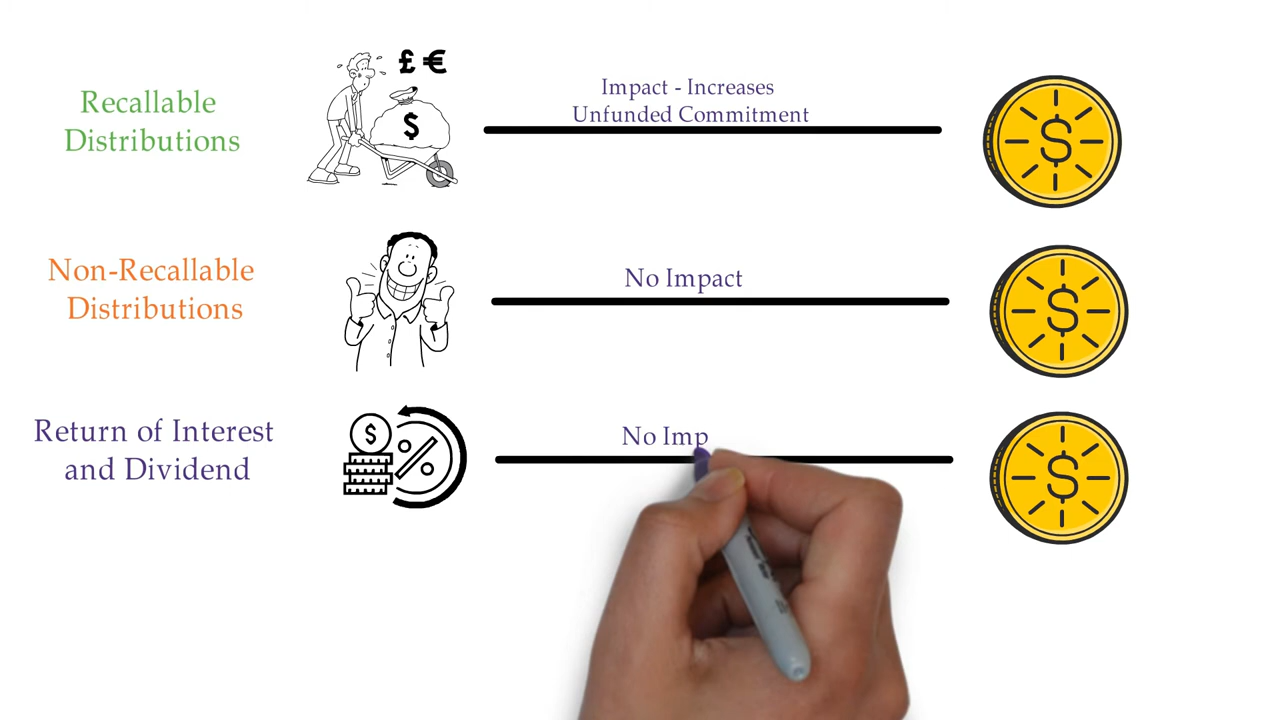 Recallable
Distributions
£ €
$
Impact - Increases
Unfunded Commitment
$
Non-Recallable
Distributions
No Impact
$
Return of Interest
and Dividend
$
%
No Imp
$